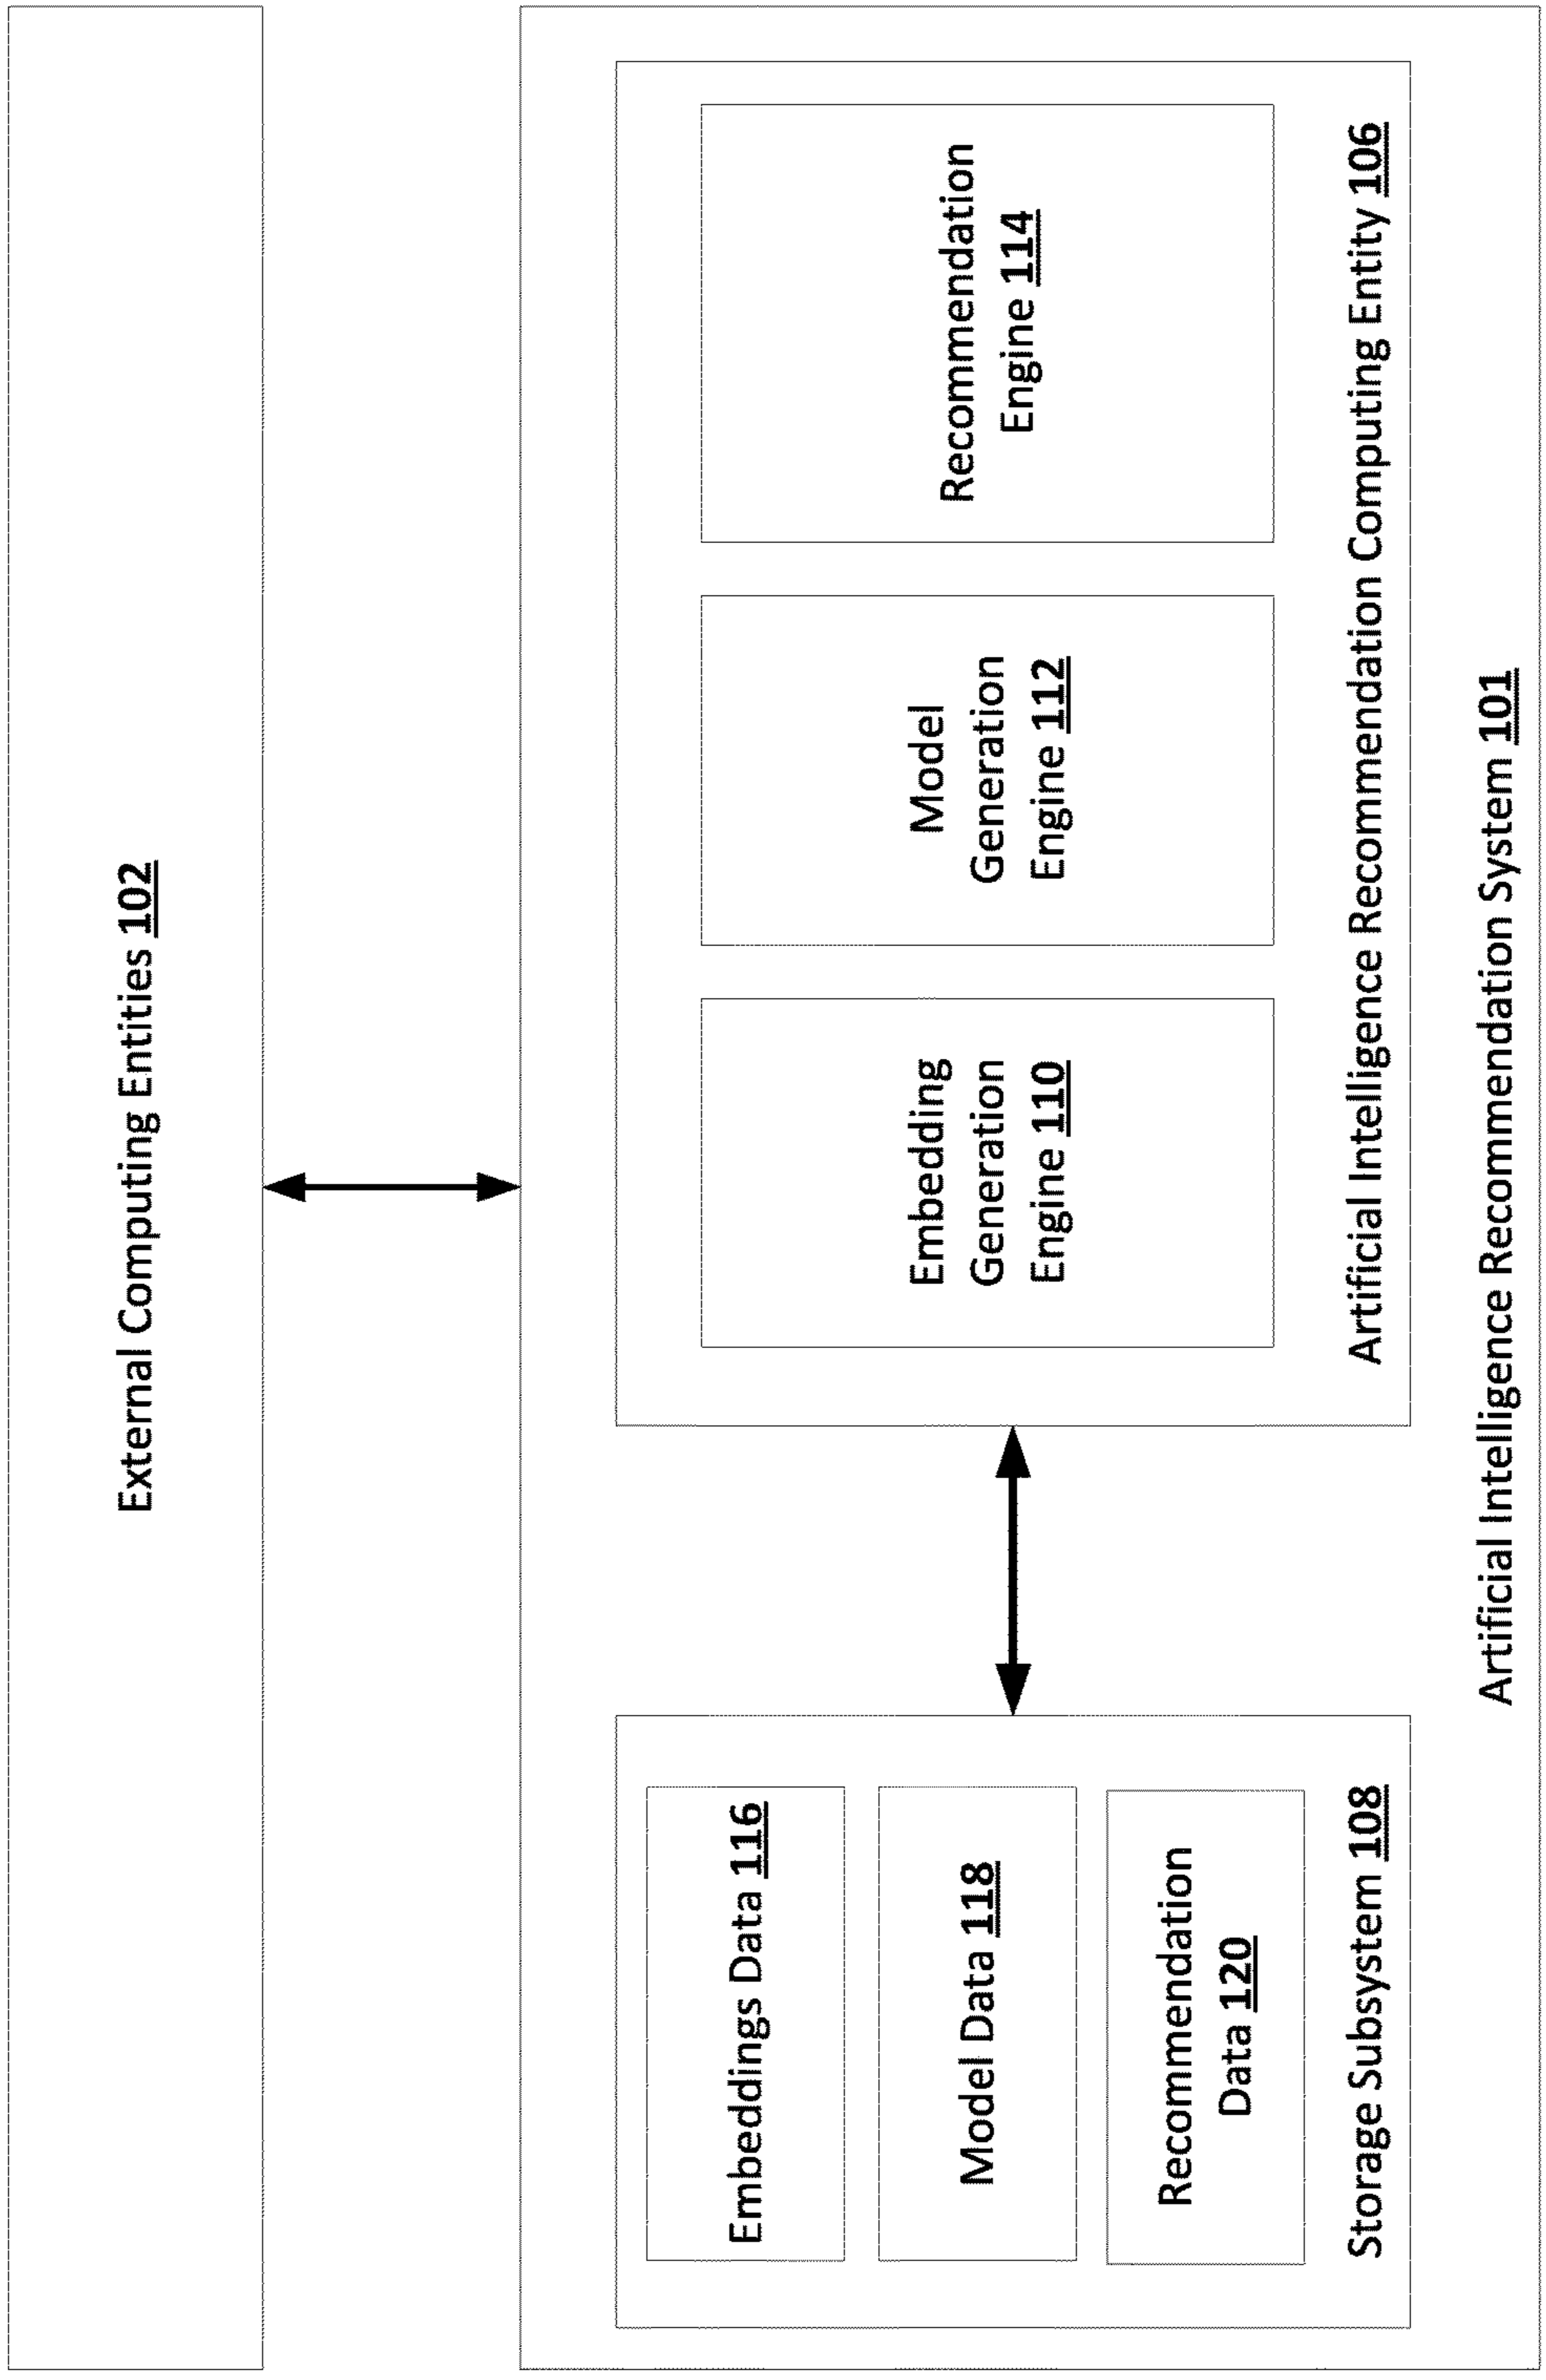 External Computing Entities 102
Embeddings Data 116
Model Data 118
Recommendation
Data 120
Storage Subsystem 108
Embedding
Generation
Engine 110
Model
Generation
Engine 112
Recommendation
Engine 114
Artificial Intelligence Recommendation Computing Entity 106
Artificial Intelligence Recommendation System 101